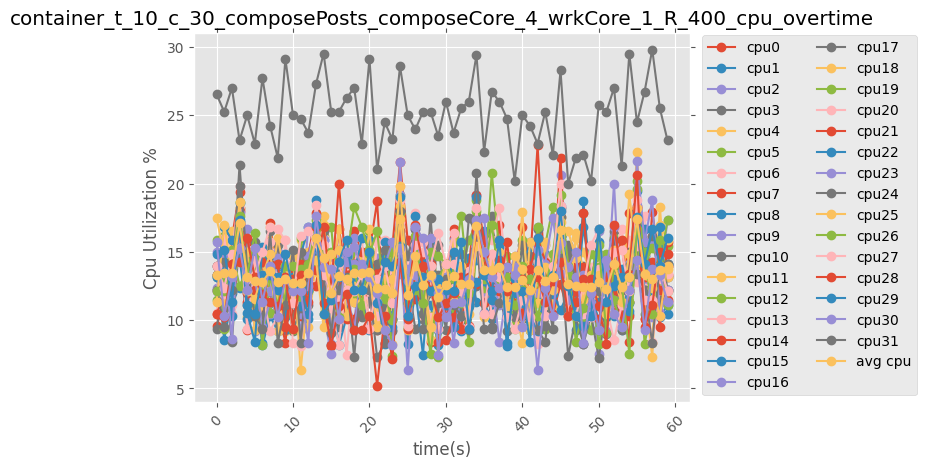 container_t_10_c_30_composePosts_composeCore_4_wrkCore_1_R_400_cpu_overtime
30
25
20
15
10
5
Cpu Utilization %
0
10
20
30
40
50
60
time(s)
cpu0
cpu1
cpu2
cpu3
cpu4
cpu5
cpu6
cpu7
cpu8
cpu9
cpu10
cpu11
cpu12
cpu13
cpu14
cpu15
cpu16
cpu17
cpu18
cpu19
cpu20
cpu21
cpu22
cpu23
cpu24
cpu25
cpu26
cpu27
cpu28
cpu29
cpu30
cpu31
avg cpu